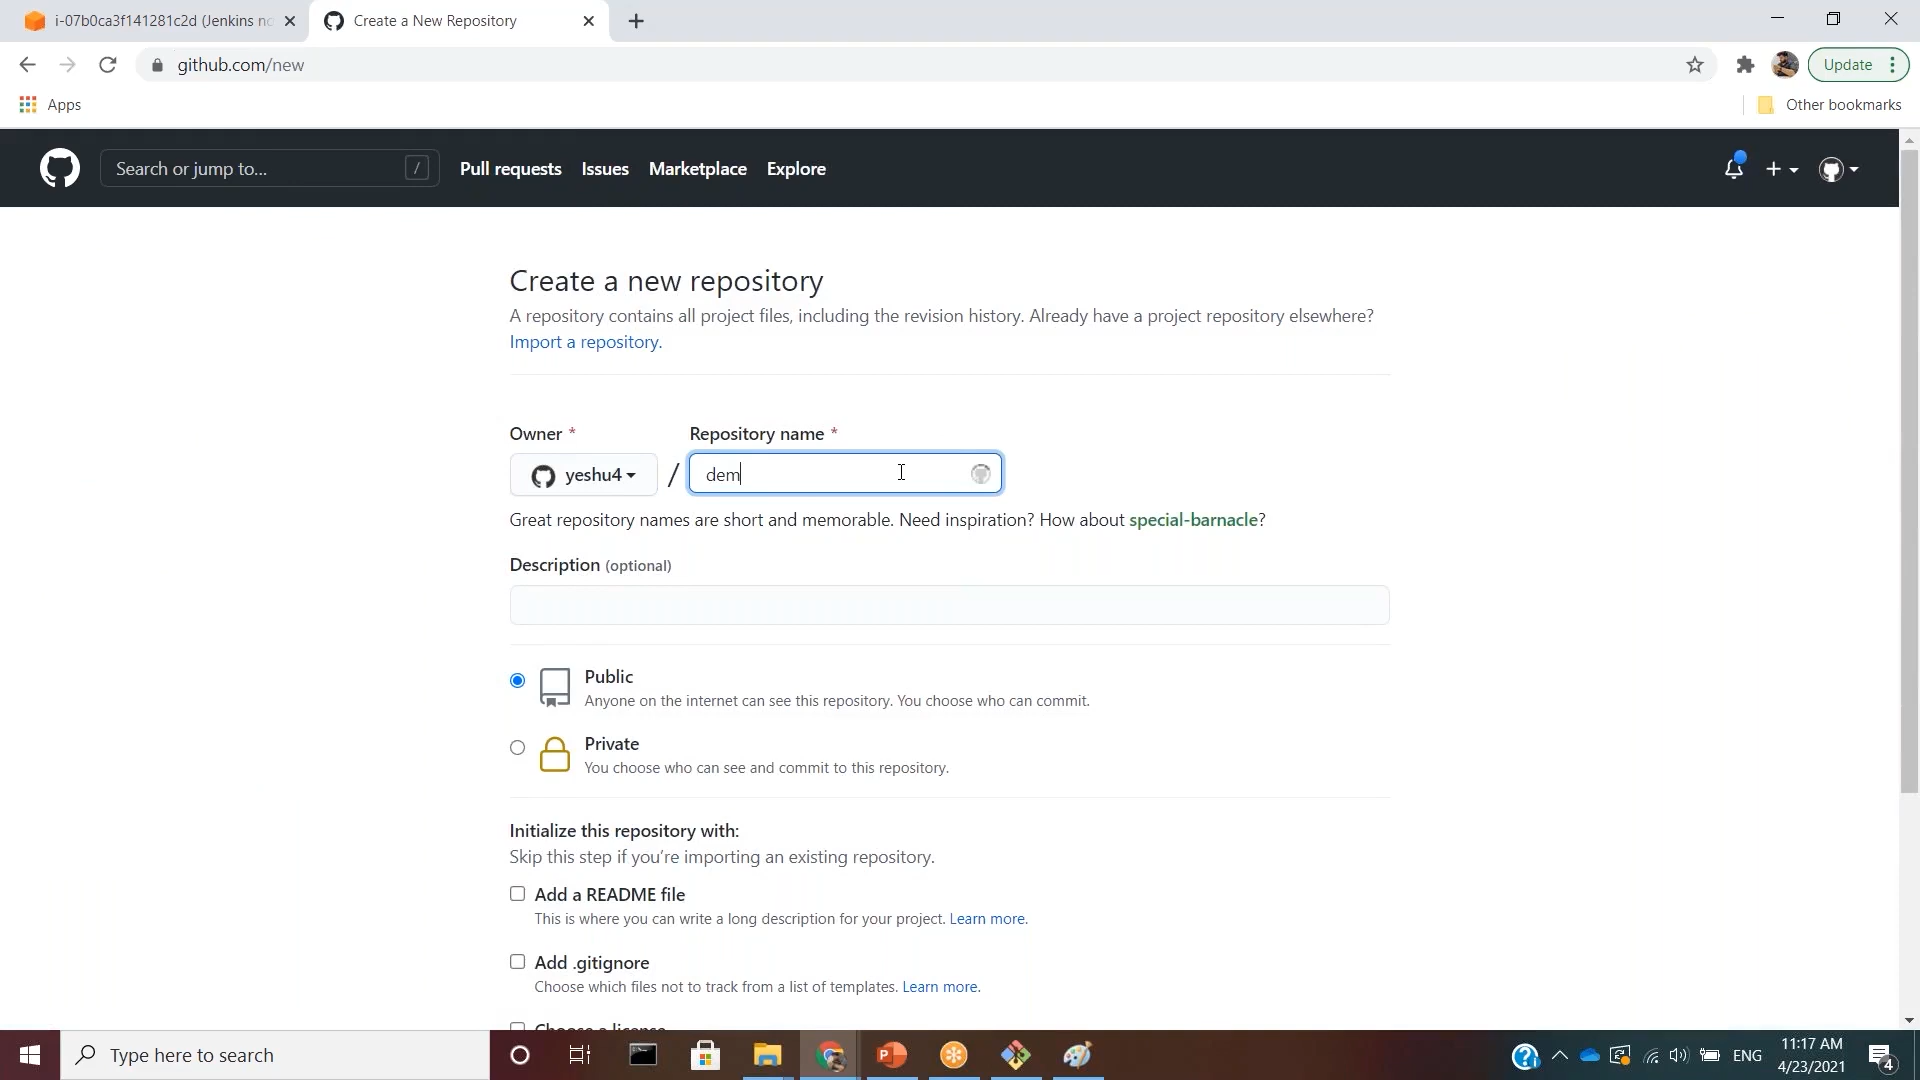 i-07b0ca3f141281c2d (Jenkins no
Create a New Repository
github.com/new
Update
Apps
Other bookmarks
Search or jump to...
/
Pull requests
Issues
Marketplace
Explore
Create a new repository
A repository contains all project files, including the revision history. Already have a project repository elsewhere?
Import a repository.
Owner *
Repository name *
yeshu4
/
dem
Great repository names are short and memorable. Need inspiration? How about special-barnacle?
Description (optional)
Public
Anyone on the internet can see this repository. You choose who can commit.
Private
You choose who can see and commit to this repository.
Initialize this repository with:
Skip this step if you’re importing an existing repository.
Add a README file
This is where you can write a long description for your project. Learn more.
Add .gitignore
Choose which files not to track from a list of templates. Learn more.
Choose a license
Type here to search
ENG
11:17 AM
4/23/2021
4